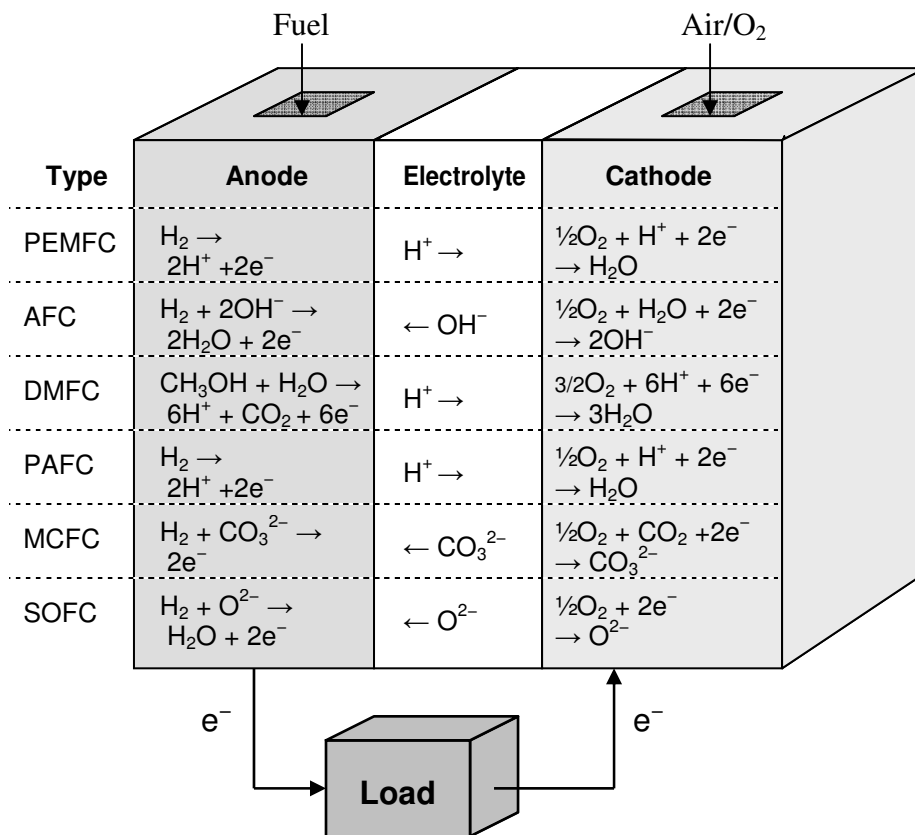 Fuel Air/O₂
Type Anode Electrolyte Cathode
PEMFC H₂ → H⁺ → ½O₂ + H⁺ + 2e⁻
2H⁺ +2e⁻ → H₂O
AFC H₂ + 2OH⁻ → ← OH⁻ ½O₂ + H₂O + 2e⁻
2H₂O + 2e⁻ → 2OH⁻
DMFC CH₃OH + H₂O → H⁺ → 3/2O₂ + 6H⁺ + 6e⁻
6H⁺ + CO₂ + 6e⁻ → 3H₂O
PAFC H₂ → H⁺ → ½O₂ + H⁺ + 2e⁻
2H⁺ +2e⁻ → H₂O
MCFC H₂ + CO₃²⁻ → ← CO₃²⁻ ½O₂ + CO₂ +2e⁻
2e⁻ → CO₃²⁻
SOFC H₂ + O²⁻ → ← O²⁻ ½O₂ + 2e⁻
H₂O + 2e⁻ → O²⁻
e⁻ e⁻
Load